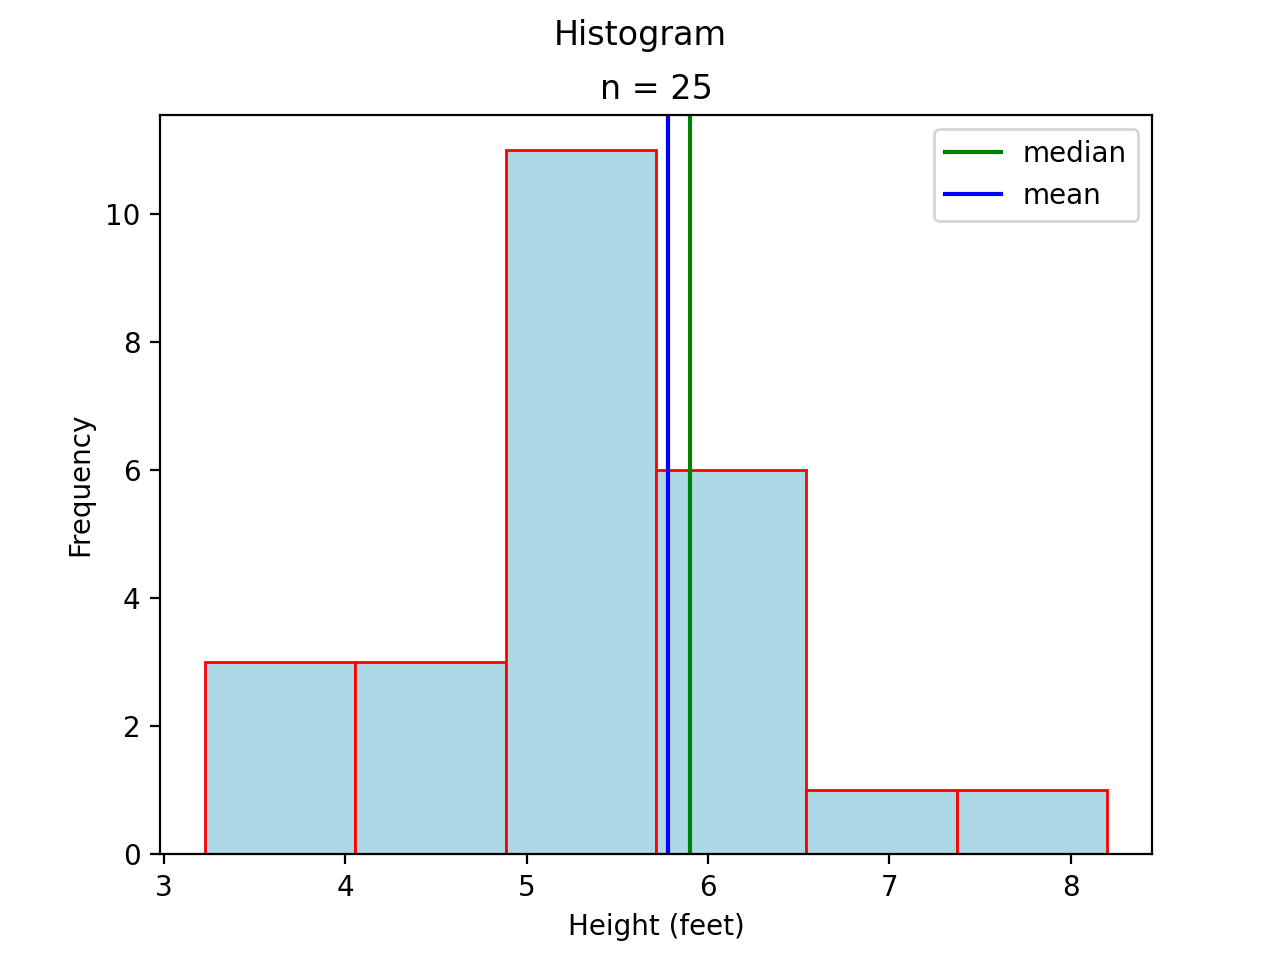 Histogram
n = 25
median
mean
10
8
6
4
2
0
Frequency
3 4 5 6 7 8
Height (feet)